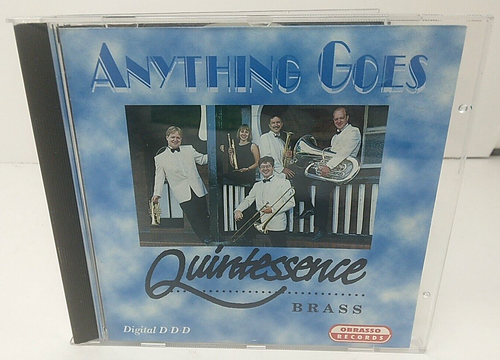 ANYTHING GOES
Quintessence
BRASS
Digital D·D·D
OBRASSO
RECORDS